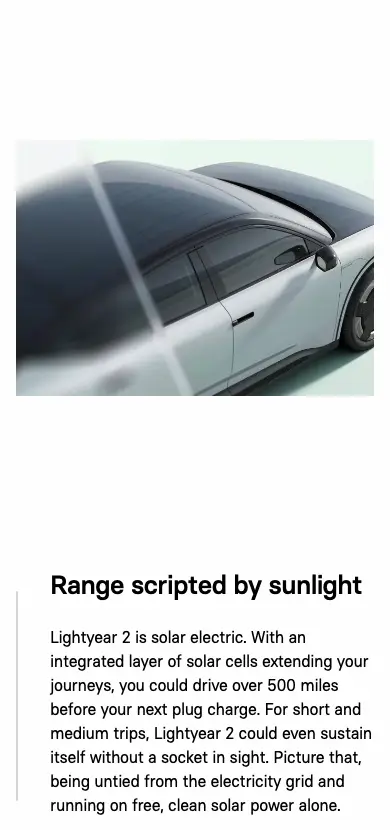 Range scripted by sunlight
Lightyear 2 is solar electric. With an
integrated layer of solar cells extending your
journeys, you could drive over 500 miles
before your next plug charge. For short and
medium trips, Lightyear 2 could even sustain
itself without a socket in sight. Picture that,
being untied from the electricity grid and
running on free, clean solar power alone.